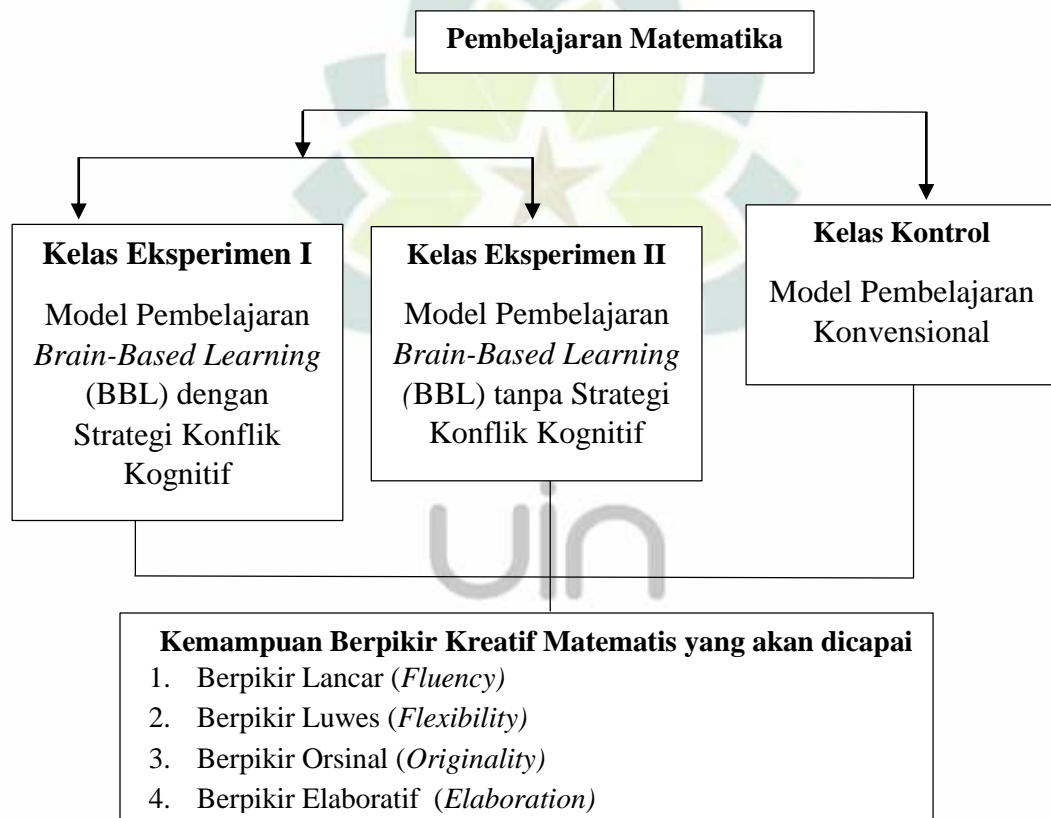 Pembelajaran Matematika
Kelas Eksperimen I
Model Pembelajaran
Brain-Based Learning
(BBL) dengan
Strategi Konflik
Kognitif
Kelas Eksperimen II
Model Pembelajaran
Brain-Based Learning
(BBL) tanpa Strategi
Konflik Kognitif
Kelas Kontrol
Model Pembelajaran
Konvensional
uin
Kemampuan Berpikir Kreatif Matematis yang akan dicapai
1. Berpikir Lancar (Fluency)
2. Berpikir Luwes (Flexibility)
3. Berpikir Orsinal (Originality)
4. Berpikir Elaboratif (Elaboration)